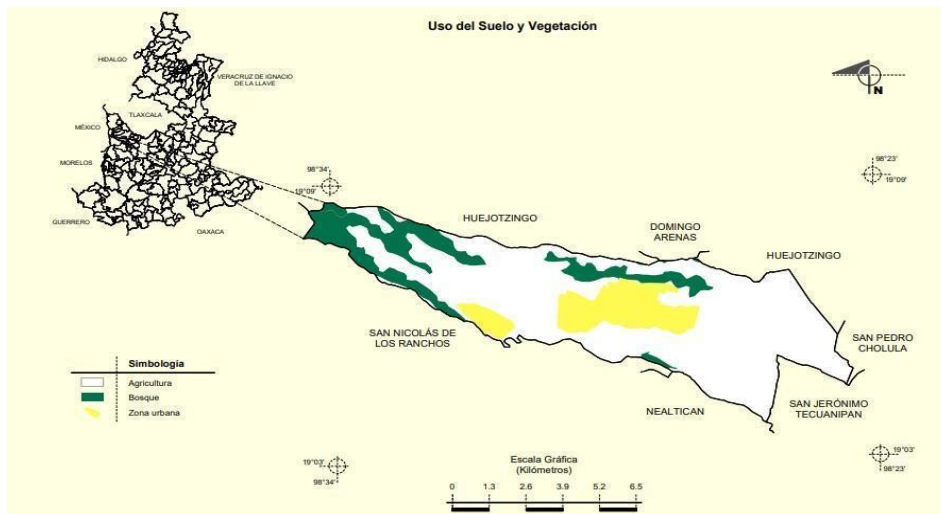 Uso del Suelo y Vegetación
HIDALGO
VERACRUZ DE IGNACIO
DE LA LLAVE
TLAXCALA
MÉXICO
MORELOS
GUERRERO
OAXACA
N
98°34'
19°09'
98°23'
19°09'
HUEJOTZINGO
DOMINGO
ARENAS
HUEJOTZINGO
SAN NICOLÁS DE
LOS RANCHOS
SAN PEDRO
CHOLULA
NEALTICAN
SAN JERÓNIMO
TECUANIPAN
Simbología
Agricultura
Bosque
Zona urbana
19°03'
98°34'
19°03'
98°23'
Escala Gráfica
(Kilómetros)
0 1.3 2.6 3.9 5.2 6.5